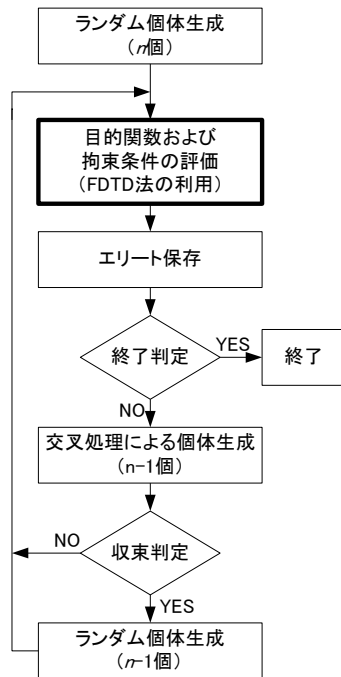 ランダム個体生成
(n個)
目的関数および
拘束条件の評価
(FDTD法の利用)
エリート保存
終了判定
YES
終了
NO
交叉処理による個体生成
(n-1個)
NO
収束判定
YES
ランダム個体生成
(n-1個)